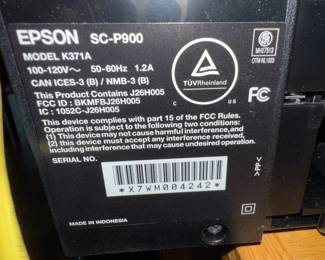 EPSON SC-P900
MODEL K371A
100-120V~ 50-60Hz 1.2A
CAN ICES-3 (B) / NMB-3 (B)
This Product Contains J26H005
FCC ID : BKMFBJ26H005
IC : 1052C-J26H005
This device complies with part 15 of the FCC Rules.
Operation is subject to the following two conditions:
(1) this device may not cause harmful interference, and
(2) this device must accept any interference received,
including interference that may cause undesired operation.
SERIAL NO.
*X7WM004242*
MADE IN INDONESIA
TÜVRheinland
C US
FC
>PP<